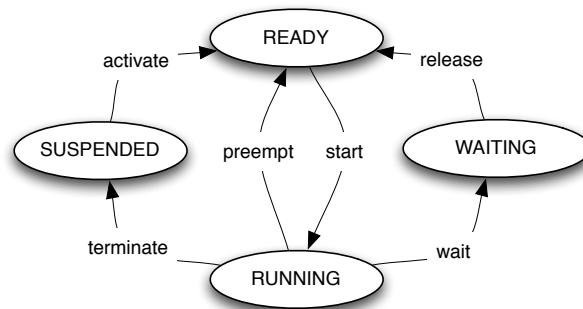 READY
activate
release
SUSPENDED
preempt
start
WAITING
terminate
wait
RUNNING